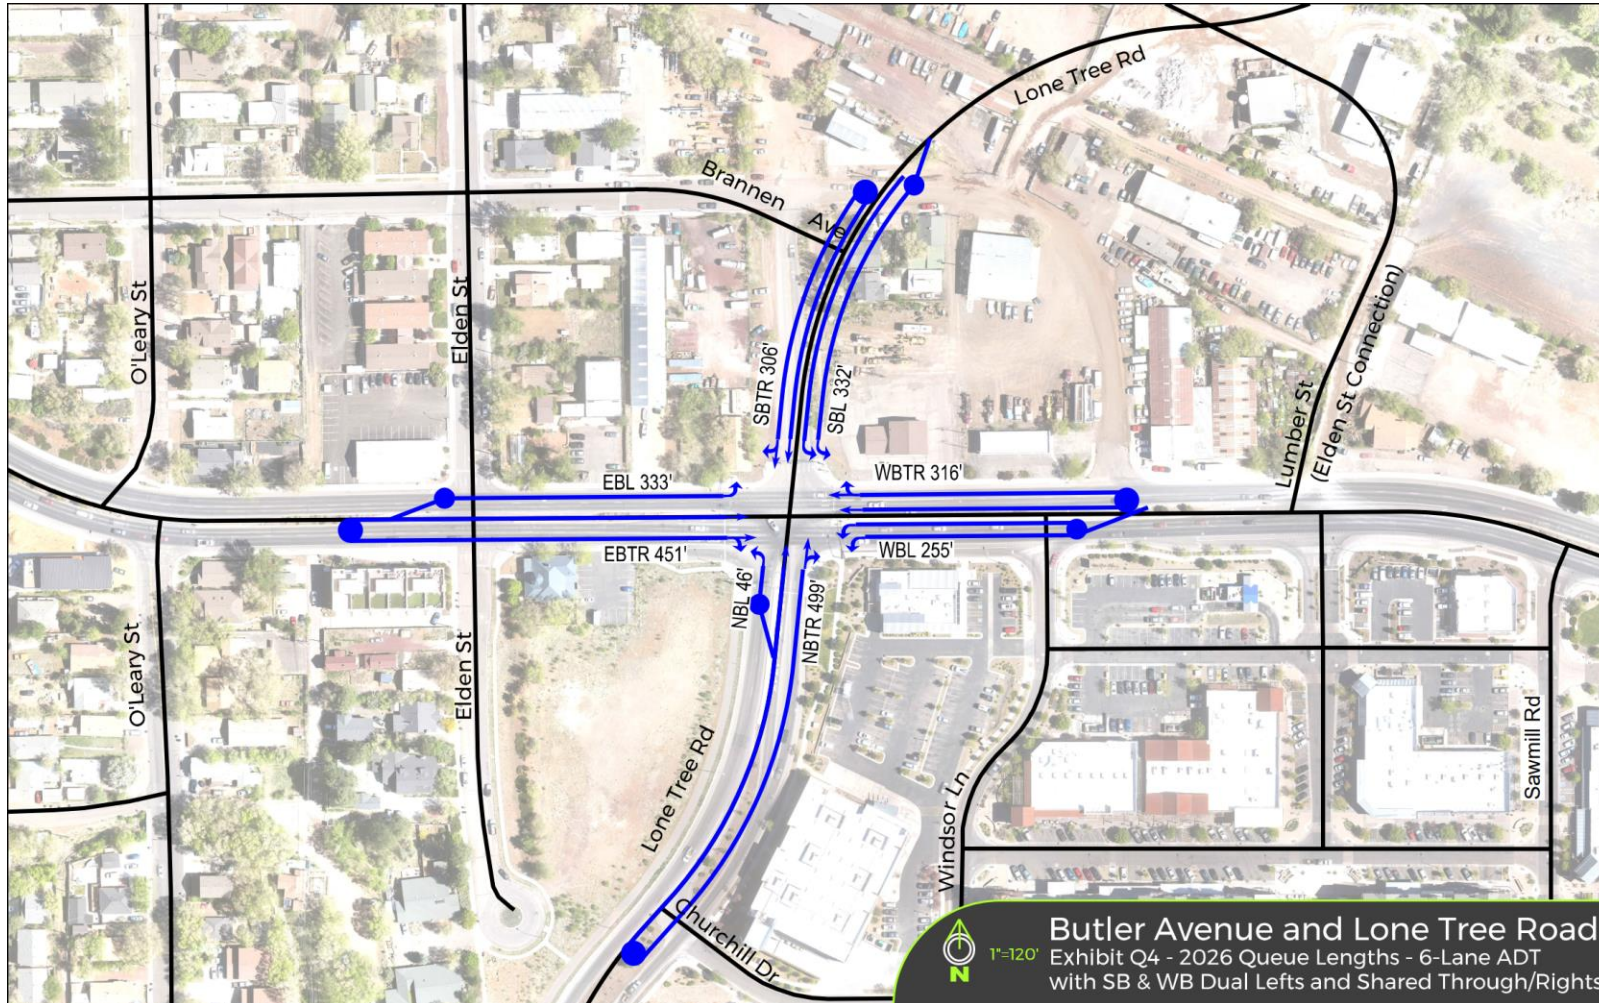 Lone Tree Rd
Brannen Ave
O'Leary St
Elden St
SBTR 306'
SBL 332'
Lumber St
(Elden St Connection)
EBL 333'
WBTR 316'
EBTR 451'
WBL 255'
NBL 46'
NBTR 499'
O'Leary St
Elden St
Lone Tree Rd
Windsor Ln
Sawmill Rd
Churchill Dr
N
1"=120'
Butler Avenue and Lone Tree Road
Exhibit Q4 - 2026 Queue Lengths - 6-Lane ADT
with SB & WB Dual Lefts and Shared Through/Rights